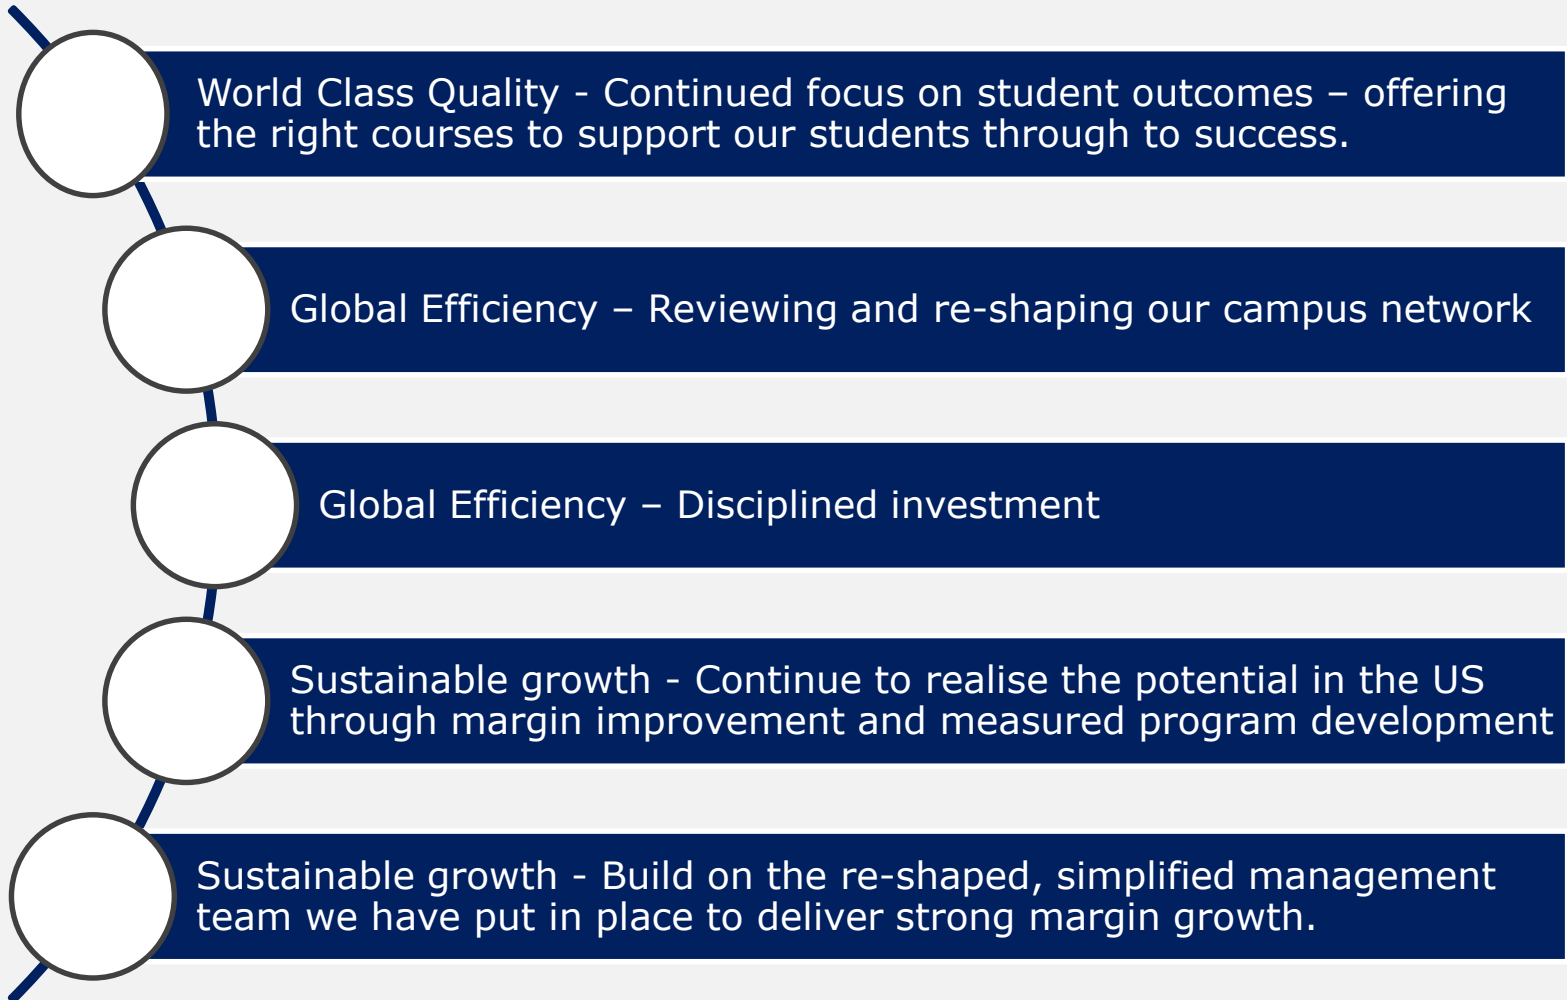 World Class Quality - Continued focus on student outcomes – offering
the right courses to support our students through to success.
Global Efficiency – Reviewing and re-shaping our campus network
Global Efficiency – Disciplined investment
Sustainable growth - Continue to realise the potential in the US
through margin improvement and measured program development
Sustainable growth - Build on the re-shaped, simplified management
team we have put in place to deliver strong margin growth.